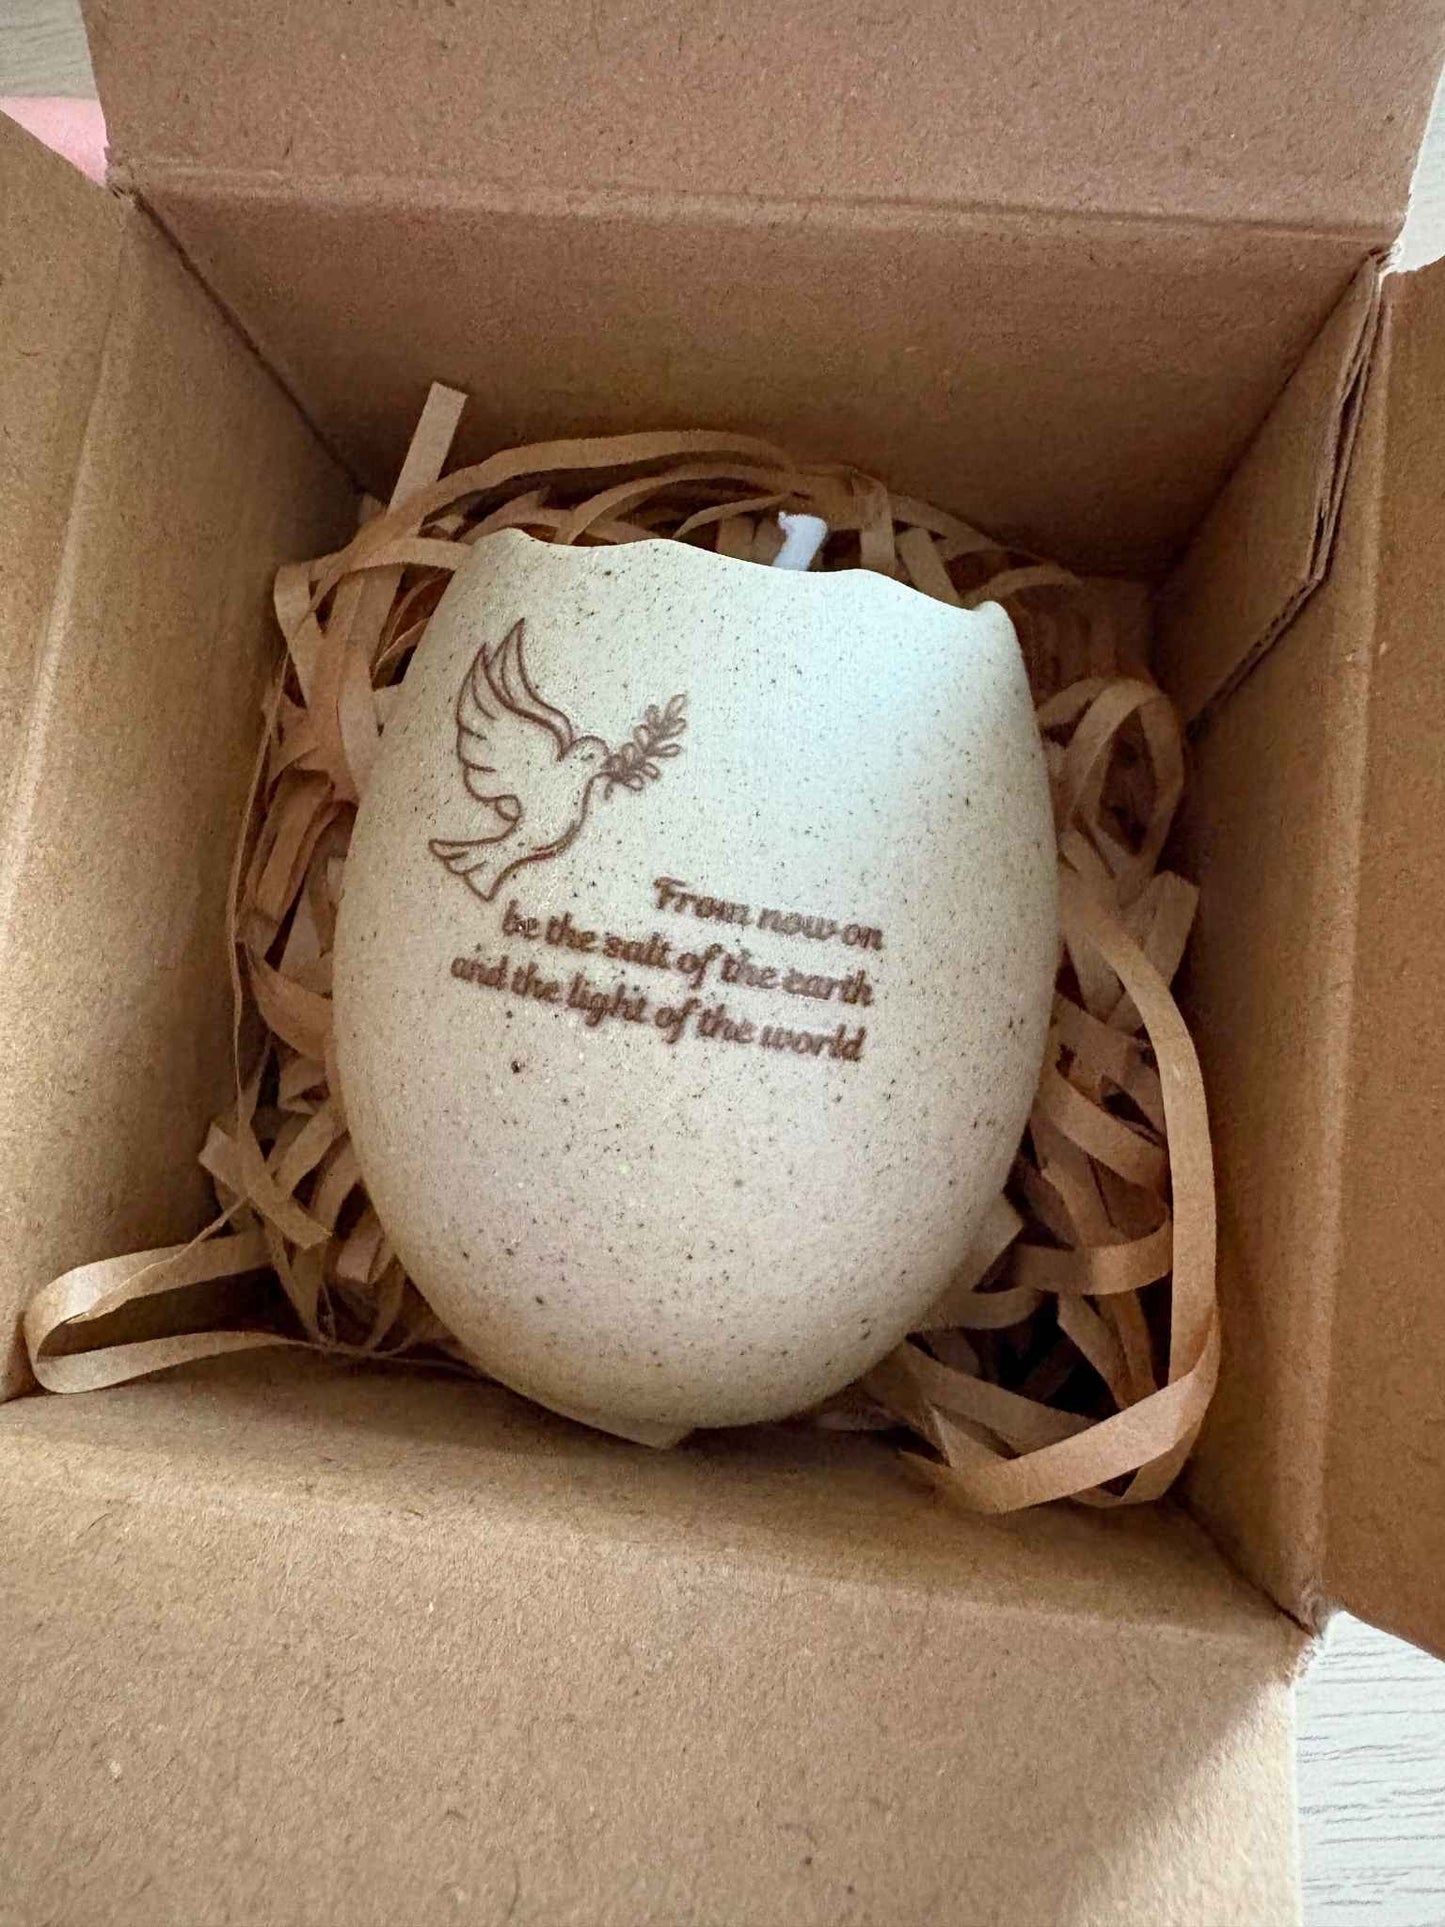 From now on
be the salt of the earth
and the light of the world